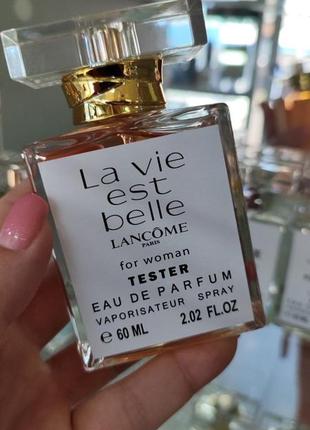 La vie
est
belle
LANCÔME
PARIS
for woman
TESTER
EAU DE PARFUM
VAPORISATEUR SPRAY
℮ 60 ML 2.02 FL.OZ